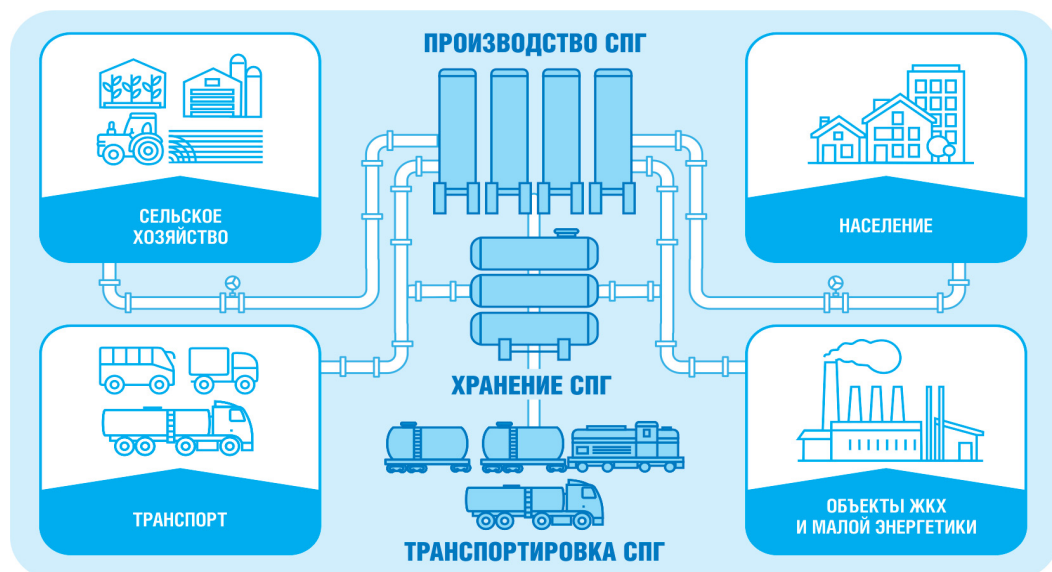 ПРОИЗВОДСТВО СПГ
СЕЛЬСКОЕ
ХОЗЯЙСТВО
НАСЕЛЕНИЕ
ХРАНЕНИЕ СПГ
ТРАНСПОРТ
ОБЪЕКТЫ ЖКХ
И МАЛОЙ ЭНЕРГЕТИКИ
ТРАНСПОРТИРОВКА СПГ